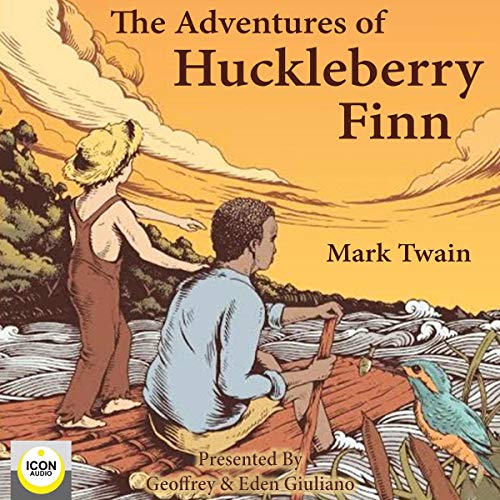 The Adventures of
Huckleberry
Finn
Mark Twain
Presented By
Geoffrey & Eden Giuliano
ICON
AUDIO